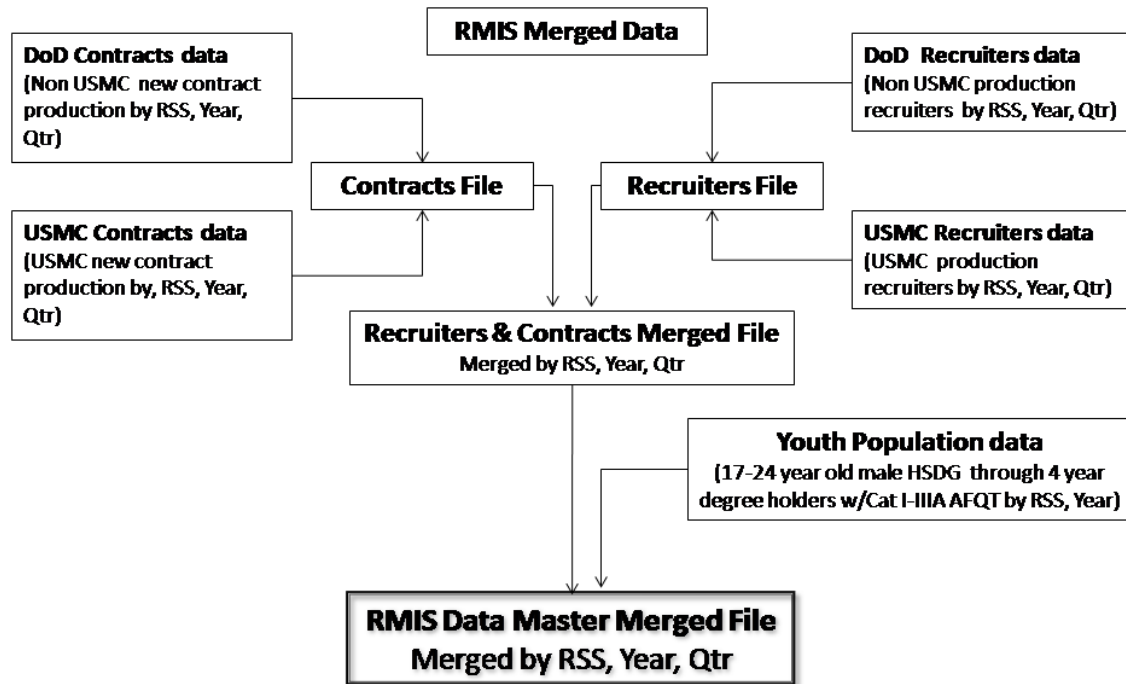 RMIS Merged Data
DoD Contracts data
(Non USMC new contract
production by RSS, Year,
Qtr)
DoD Recruiters data
(Non USMC production
recruiters by RSS, Year, Qtr)
Contracts File
Recruiters File
USMC Contracts data
(USMC new contract
production by, RSS, Year,
Qtr)
USMC Recruiters data
(USMC production
recruiters by RSS, Year, Qtr)
Recruiters & Contracts Merged File
Merged by RSS, Year, Qtr
Youth Population data
(17-24 year old male HSDG through 4 year
degree holders w/Cat I-IIIA AFQT by RSS, Year)
RMIS Data Master Merged File
Merged by RSS, Year, Qtr